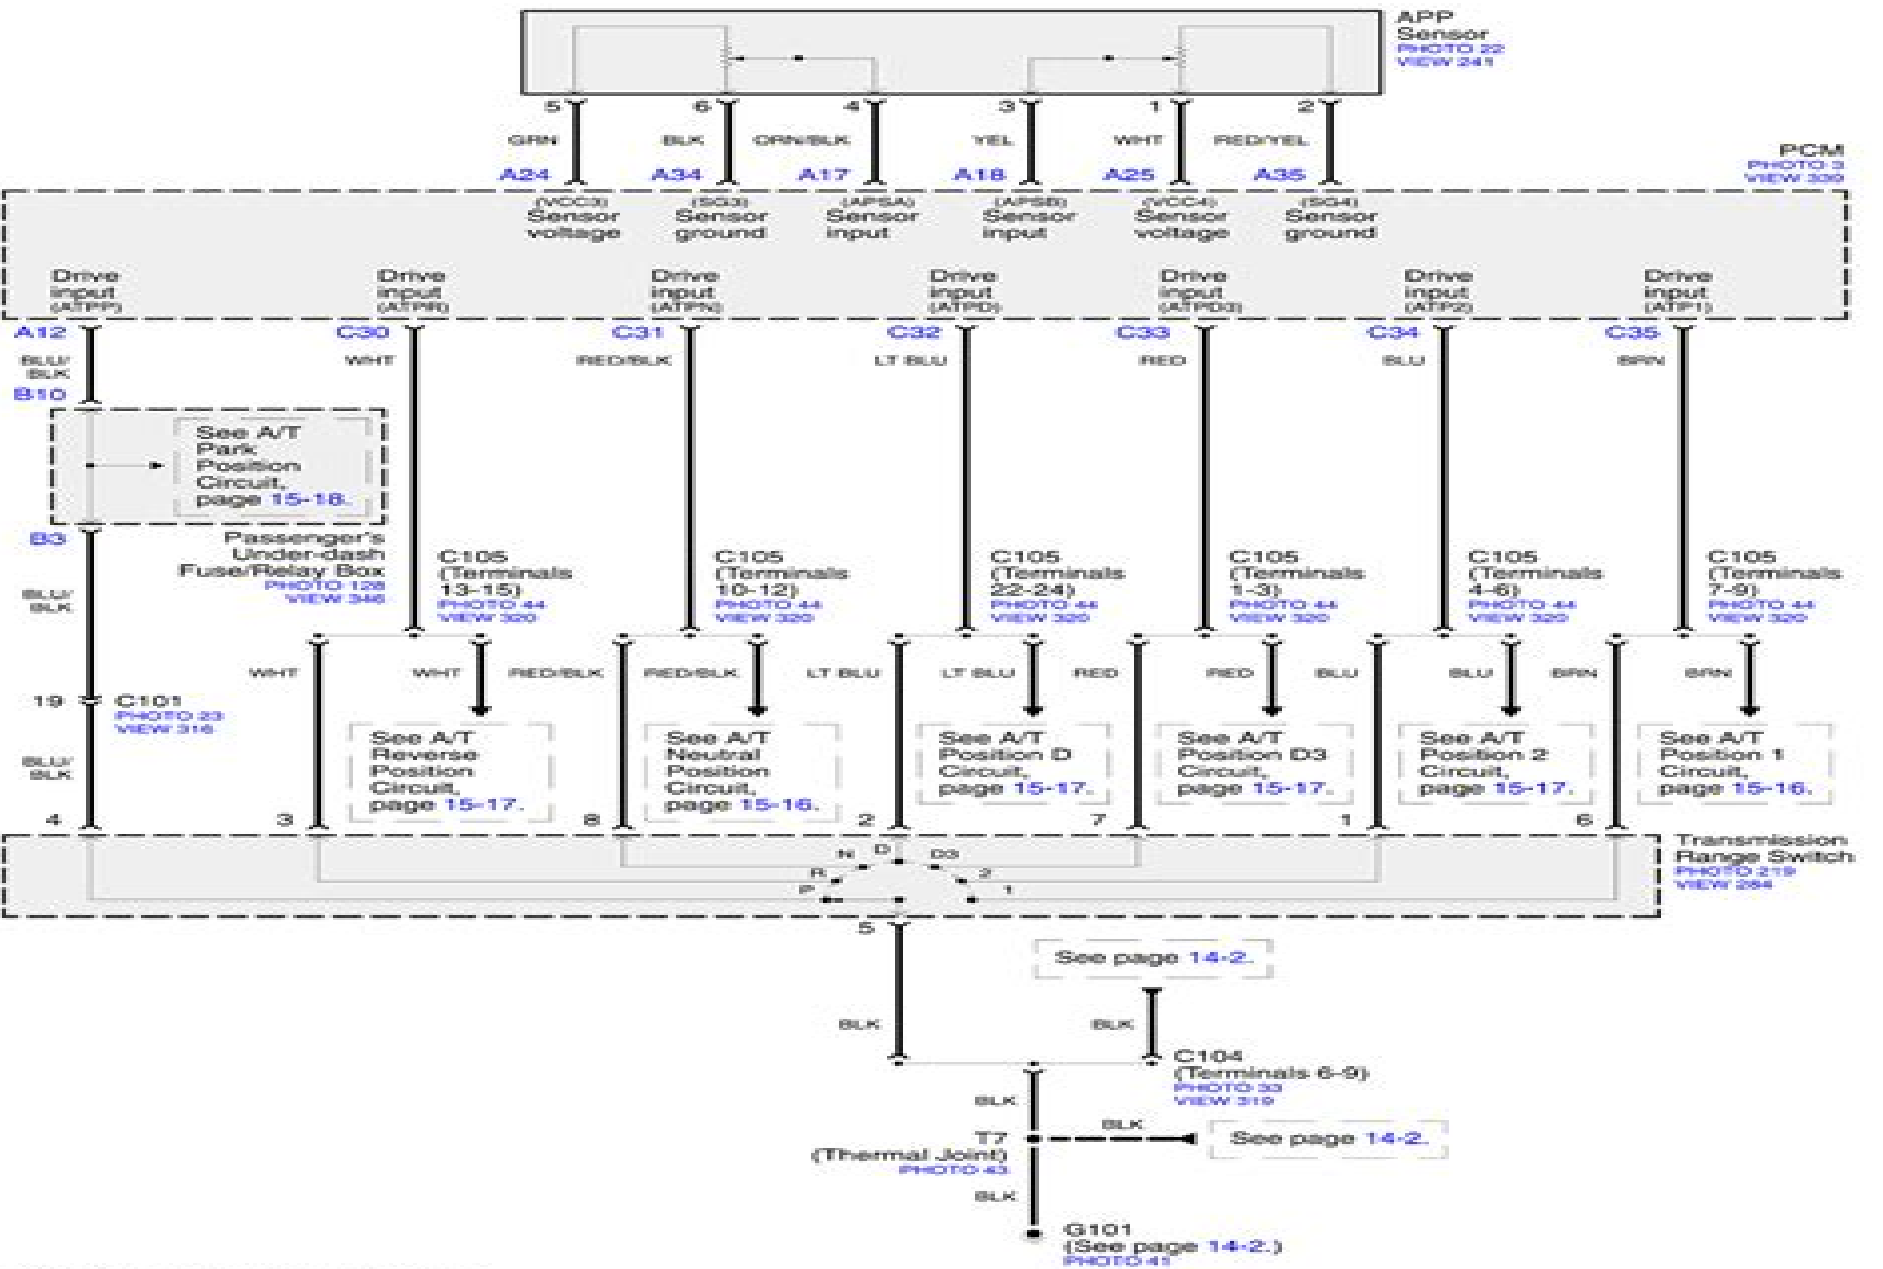 APP
Sensor
PHOTO 22
VIEW 241
5 6 4 3 1 2
GRN BLK ORN/BLK YEL WHT RED/YEL
PCM
PHOTO 3
VIEW 339
A24 A34 A17 A18 A25 A35
(VCC3) (SG3) (APSA) (APSB) (VCC4) (SG4)
Sensor Sensor Sensor Sensor Sensor Sensor
voltage ground input input voltage ground
Drive Drive Drive Drive Drive Drive Drive
input input input input input input input
(ATPP) (ATPR) (ATPN) (ATPD) (ATPD3) (ATP2) (ATP1)
A12 C30 C31 C32 C33 C34 C35
BLU/
BLK
WHT RED/BLK LT BLU RED BLU BRN
B10
See A/T
Park
Position
Circuit,
page 15-18.
B3
Passenger's
Under-dash
Fuse/Relay Box
PHOTO 128
VIEW 346
BLU/
BLK
C105
(Terminals
13-15)
PHOTO 44
VIEW 320
C105
(Terminals
10-12)
PHOTO 44
VIEW 320
C105
(Terminals
22-24)
PHOTO 44
VIEW 320
C105
(Terminals
1-3)
PHOTO 44
VIEW 320
C105
(Terminals
4-6)
PHOTO 44
VIEW 320
C105
(Terminals
7-9)
PHOTO 44
VIEW 320
WHT WHT RED/BLK RED/BLK LT BLU LT BLU RED RED BLU BLU BRN BRN
19 C101
PHOTO 23
VIEW 316
BLU/
BLK
See A/T
Reverse
Position
Circuit,
page 15-17.
See A/T
Neutral
Position
Circuit,
page 15-16.
See A/T
Position D
Circuit,
page 15-17.
See A/T
Position D3
Circuit,
page 15-17.
See A/T
Position 2
Circuit,
page 15-17.
See A/T
Position 1
Circuit,
page 15-16.
4 3 8 2 7 1 6
Transmission
Range Switch
PHOTO 219
VIEW 284
N D D3
R 2
P 1
5
See page 14-2.
BLK BLK
C104
(Terminals 6-9)
PHOTO 33
VIEW 319
BLK
BLK
T7
(Thermal Joint)
PHOTO 43
See page 14-2.
BLK
G101
(See page 14-2.)
PHOTO 41